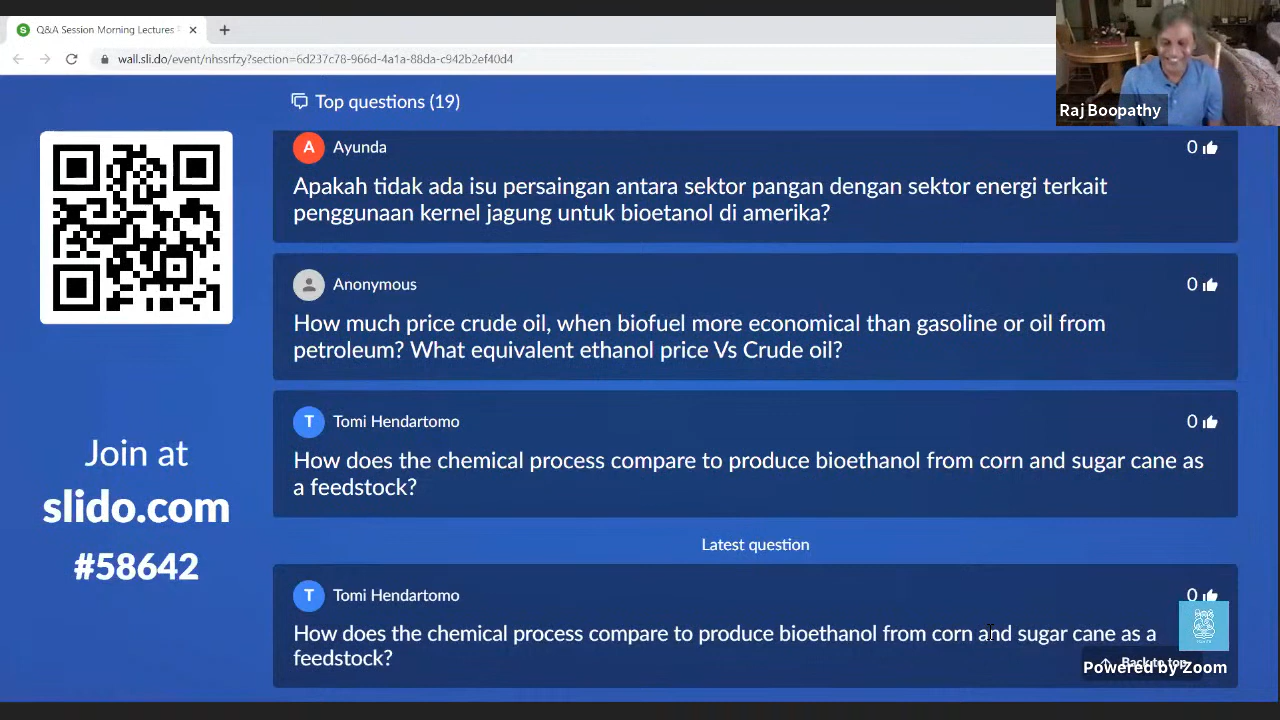 Q&A Session Morning Lectures
wall.sli.do/event/nhssrfzy?section=6d237c78-966d-4a1a-88da-c942b2ef40d4
Raj Boopathy
Top questions (19)
A Ayunda 0
Apakah tidak ada isu persaingan antara sektor pangan dengan sektor energi terkait
penggunaan kernel jagung untuk bioetanol di amerika?
Anonymous 0
How much price crude oil, when biofuel more economical than gasoline or oil from
petroleum? What equivalent ethanol price Vs Crude oil?
T Tomi Hendartomo 0
How does the chemical process compare to produce bioethanol from corn and sugar cane as
a feedstock?
Join at
slido.com
#58642
Latest question
T Tomi Hendartomo 0
How does the chemical process compare to produce bioethanol from corn and sugar cane as a
feedstock?
Back to top
Powered by Zoom